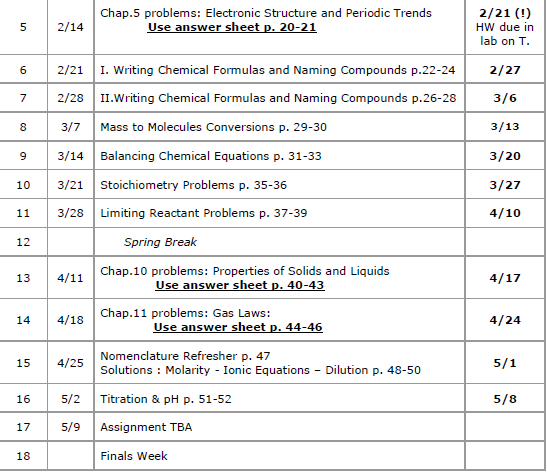 5 2/14 Chap.5 problems: Electronic Structure and Periodic Trends 2/21 (!)
Use answer sheet p. 20-21 HW due in
lab on T.
6 2/21 I. Writing Chemical Formulas and Naming Compounds p.22-24 2/27
7 2/28 II.Writing Chemical Formulas and Naming Compounds p.26-28 3/6
8 3/7 Mass to Molecules Conversions p. 29-30 3/13
9 3/14 Balancing Chemical Equations p. 31-33 3/20
10 3/21 Stoichiometry Problems p. 35-36 3/27
11 3/28 Limiting Reactant Problems p. 37-39 4/10
12 Spring Break
13 4/11 Chap.10 problems: Properties of Solids and Liquids 4/17
Use answer sheet p. 40-43
14 4/18 Chap.11 problems: Gas Laws: 4/24
Use answer sheet p. 44-46
15 4/25 Nomenclature Refresher p. 47 5/1
Solutions : Molarity - Ionic Equations – Dilution p. 48-50
16 5/2 Titration & pH p. 51-52 5/8
17 5/9 Assignment TBA
18 Finals Week